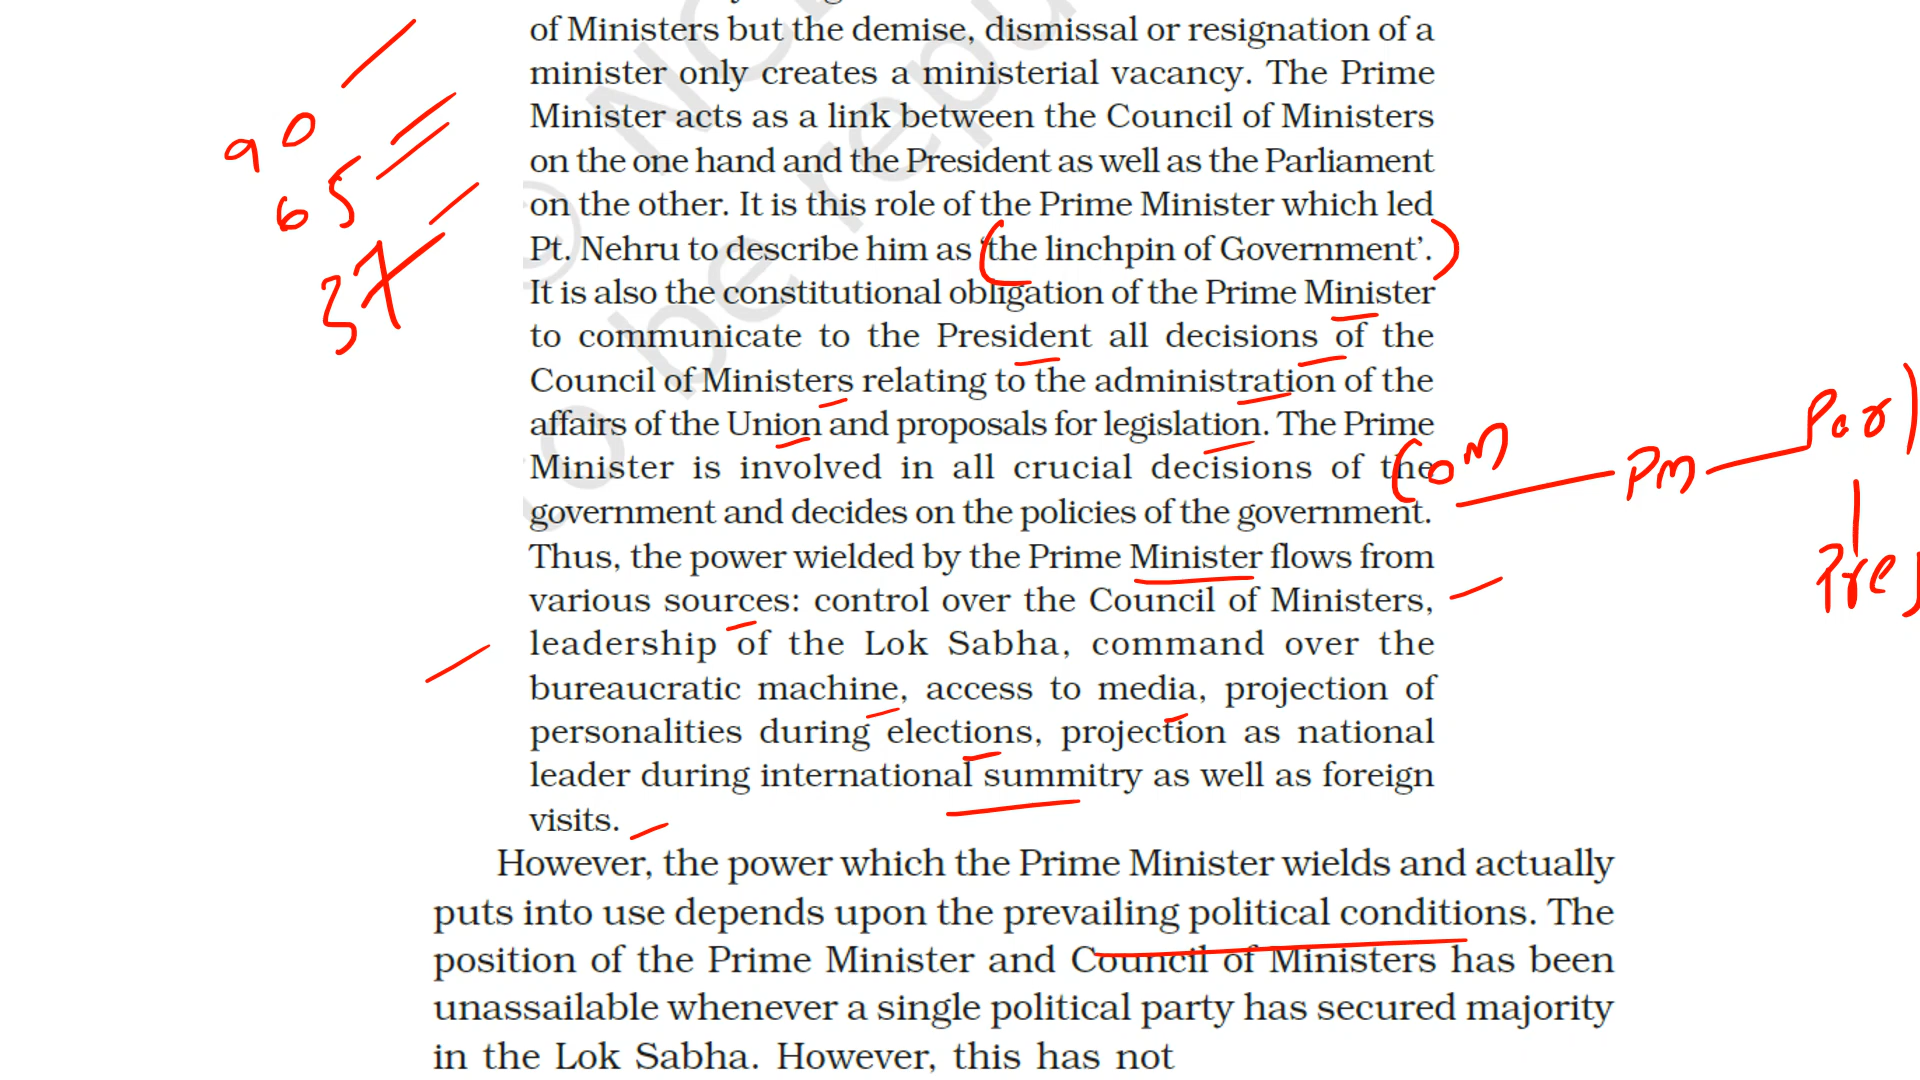 of Ministers but the demise, dismissal or resignation of a
minister only creates a ministerial vacancy. The Prime
Minister acts as a link between the Council of Ministers
on the one hand and the President as well as the Parliament
on the other. It is this role of the Prime Minister which led
Pt. Nehru to describe him as ‘the linchpin of Government’.
It is also the constitutional obligation of the Prime Minister
to communicate to the President all decisions of the
Council of Ministers relating to the administration of the
affairs of the Union and proposals for legislation. The Prime
Minister is involved in all crucial decisions of the
government and decides on the policies of the government.
Thus, the power wielded by the Prime Minister flows from
various sources: control over the Council of Ministers,
leadership of the Lok Sabha, command over the
bureaucratic machine, access to media, projection of
personalities during elections, projection as national
leader during international summitry as well as foreign
visits.
However, the power which the Prime Minister wields and actually
puts into use depends upon the prevailing political conditions. The
position of the Prime Minister and Council of Ministers has been
unassailable whenever a single political party has secured majority
in the Lok Sabha. However, this has not
90
65
37
COM PM Parl
Pres
© NC
to be repu